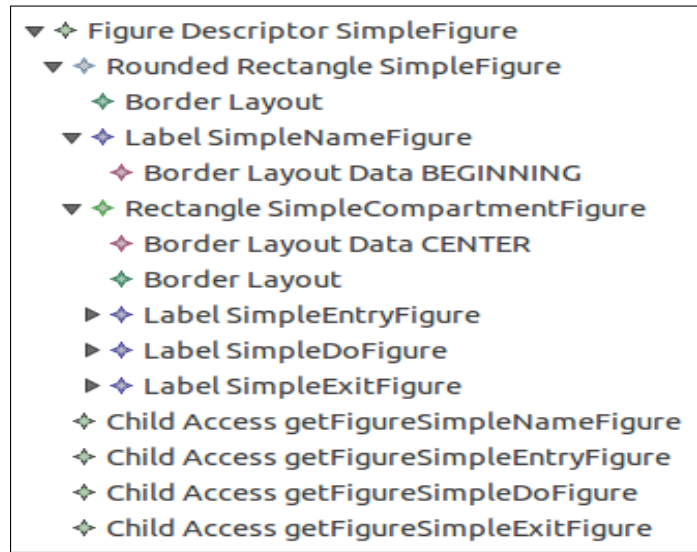 Figure Descriptor SimpleFigure
Rounded Rectangle SimpleFigure
Border Layout
Label SimpleNameFigure
Border Layout Data BEGINNING
Rectangle SimpleCompartmentFigure
Border Layout Data CENTER
Border Layout
Label SimpleEntryFigure
Label SimpleDoFigure
Label SimpleExitFigure
Child Access getFigureSimpleNameFigure
Child Access getFigureSimpleEntryFigure
Child Access getFigureSimpleDoFigure
Child Access getFigureSimpleExitFigure